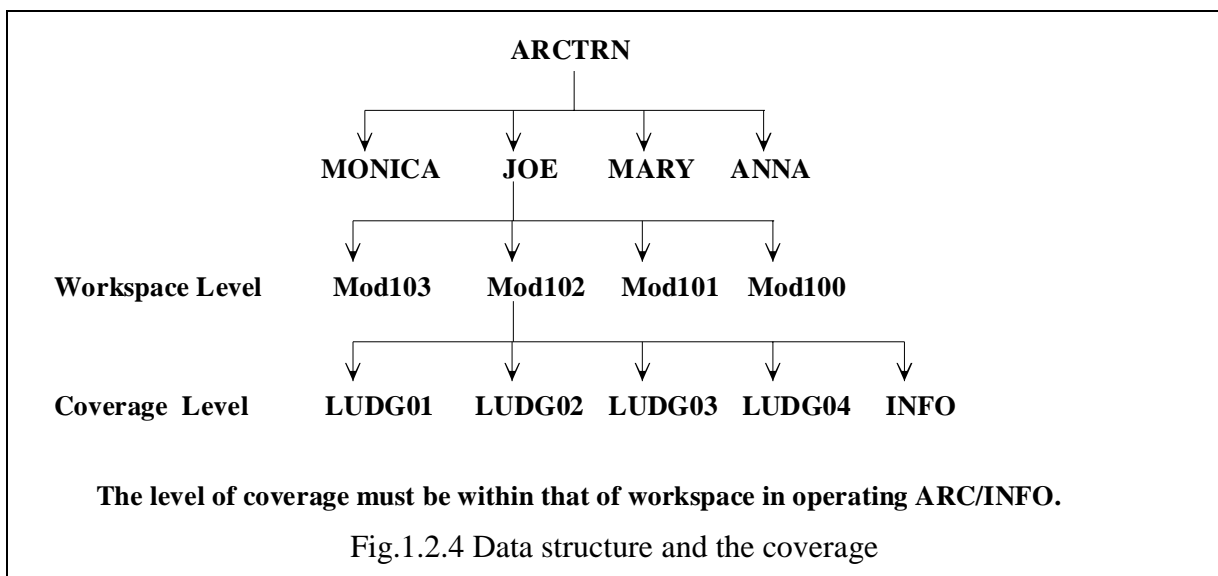 ARCTRN
MONICA JOE MARY ANNA
Workspace Level Mod103 Mod102 Mod101 Mod100
Coverage Level LUDG01 LUDG02 LUDG03 LUDG04 INFO
The level of coverage must be within that of workspace in operating ARC/INFO.
Fig.1.2.4 Data structure and the coverage